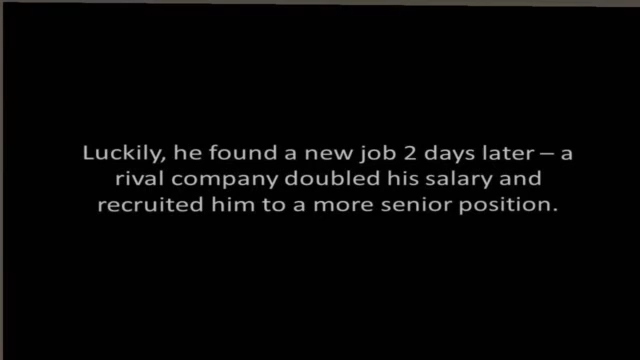 Luckily, he found a new job 2 days later – a
rival company doubled his salary and
recruited him to a more senior position.